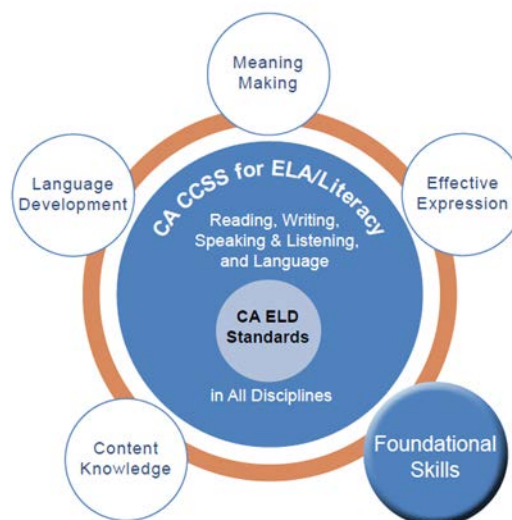 Meaning
Making
Language
Development
Effective
Expression
CA CCSS for ELA/Literacy
Reading, Writing,
Speaking & Listening,
and Language
CA ELD
Standards
in All Disciplines
Content
Knowledge
Foundational
Skills